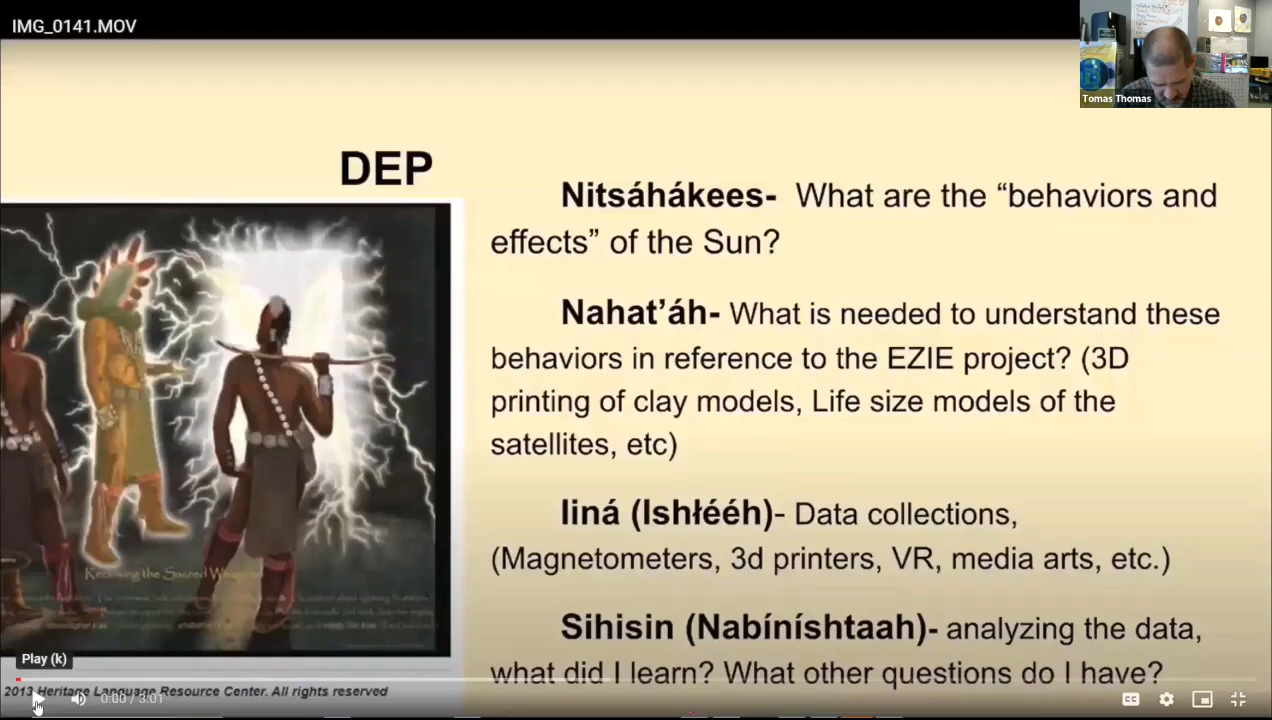 IMG_0141.MOV
Tomas Thomas
DEP
Nitsáhákees- What are the “behaviors and
effects” of the Sun?
Nahat’áh- What is needed to understand these
behaviors in reference to the EZIE project? (3D
printing of clay models, Life size models of the
satellites, etc)
Iiná (Ishłééh)- Data collections,
(Magnetometers, 3d printers, VR, media arts, etc.)
Sihisin (Nabíníshtaah)- analyzing the data,
what did I learn? What other questions do I have?
Knowing the Sacred
Play (k)
2013 Heritage Language Resource Center. All rights reserved
0:00 / 3:01
CC